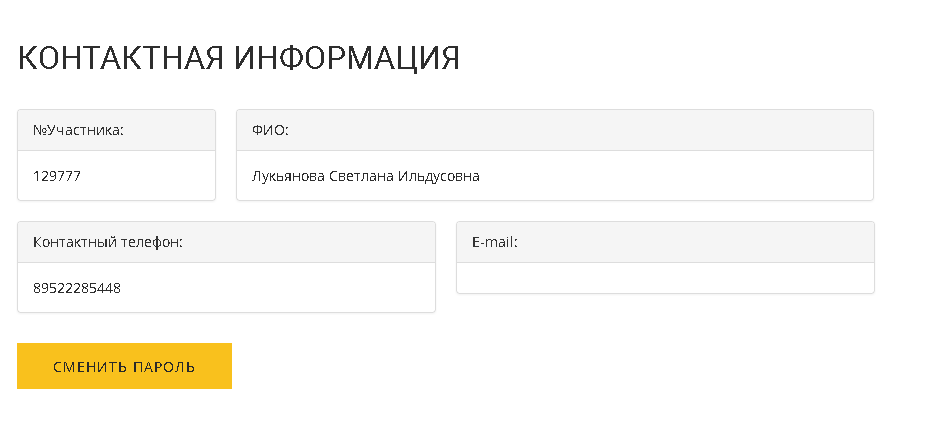 КОНТАКТНАЯ ИНФОРМАЦИЯ
№Участника:
ФИО:
129777
Лукьянова Светлана Ильдусовна
Контактный телефон:
E-mail:
89522285448
СМЕНИТЬ ПАРОЛЬ